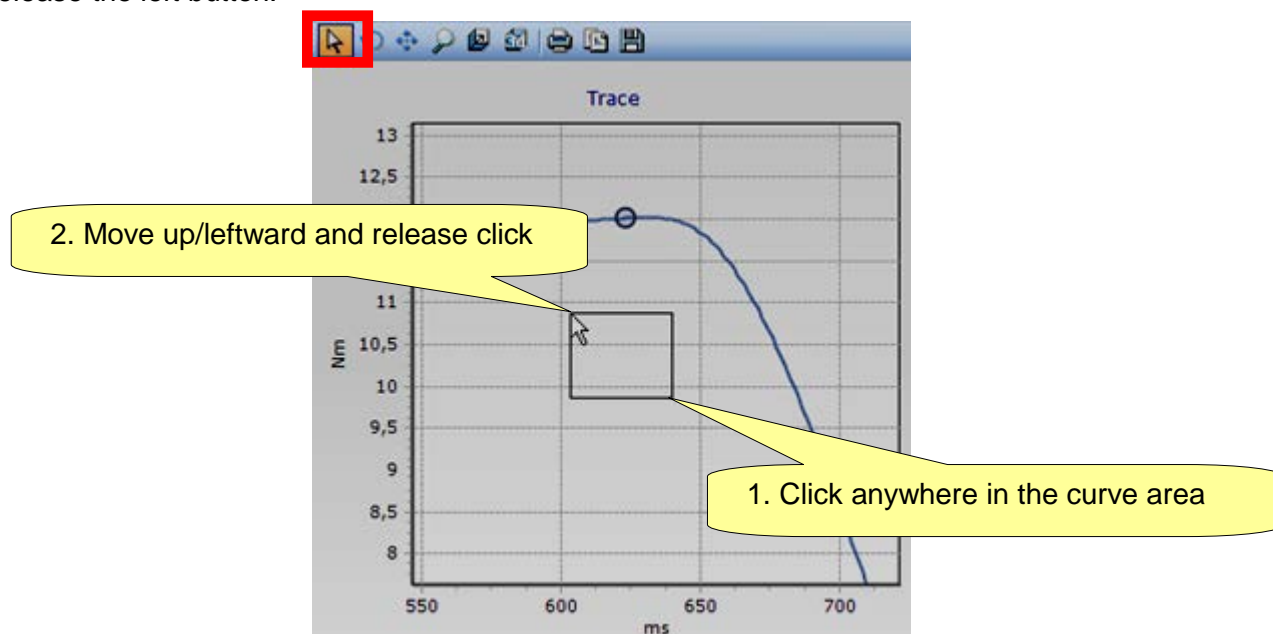 release the left button.
Trace
13
12,5
2. Move up/leftward and release click
11
Nm
10,5
10
9,5
9
1. Click anywhere in the curve area
8,5
8
550 600 650 700
ms